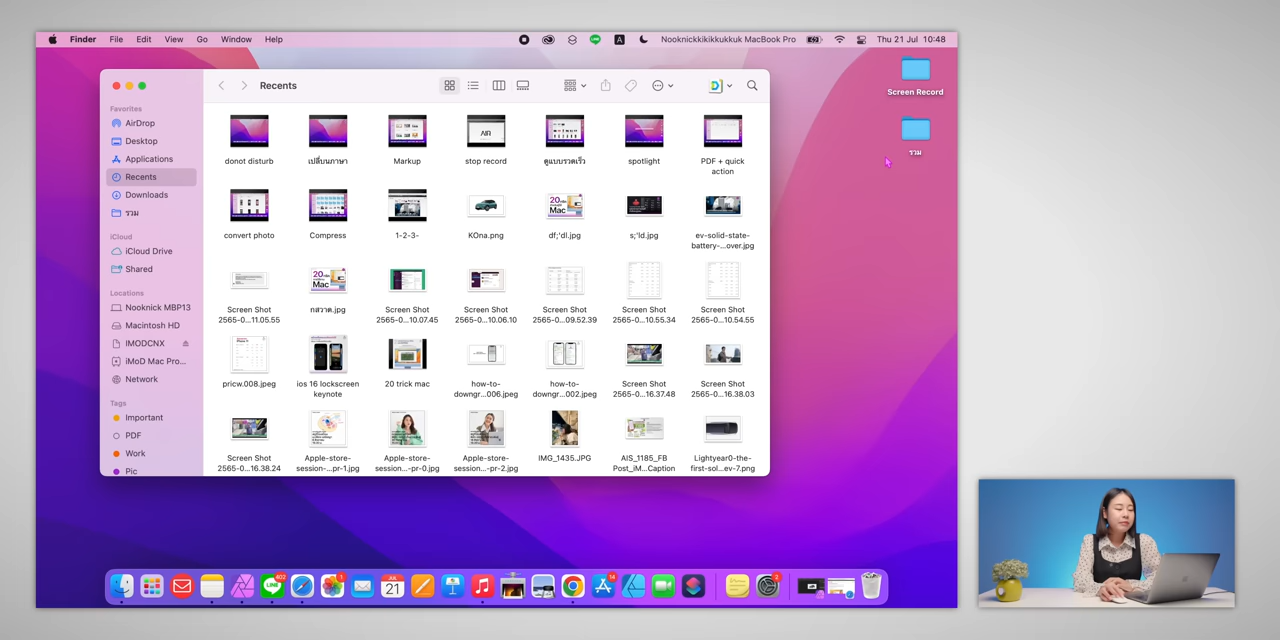 Finder File Edit View Go Window Help
A
Nooknickkikikkukkuk MacBook Pro
Thu 21 Jul 10:48
Recents
Favorites
AirDrop
Desktop
Applications
Recents
Downloads
รวม
iCloud
iCloud Drive
Shared
Locations
Nooknick MBP13
Macintosh HD
IMODCNX
iMoD Mac Pro...
Network
Tags
Important
PDF
Work
Pic
donot disturb
เปลี่ยนภาษา
Markup
stop record
ดูแบบรวดเร็ว
spotlight
PDF + quick
action
convert photo
Compress
1-2-3-
KOna.png
df;'dl.jpg
s;'ld.jpg
ev-solid-state-
battery-...over.jpg
Screen Shot
2565-0...11.05.55
กสวาด.jpg
Screen Shot
2565-0...10.07.45
Screen Shot
2565-0...10.06.10
Screen Shot
2565-0...09.52.39
Screen Shot
2565-0...10.55.34
Screen Shot
2565-0...10.54.55
pricw.008.jpeg
ios 16 lockscreen
keynote
20 trick mac
how-to-
downgr...006.jpeg
how-to-
downgr...002.jpeg
Screen Shot
2565-0...16.37.48
Screen Shot
2565-0...16.38.03
Screen Shot
2565-0...16.38.24
Apple-store-
session-...pr-1.jpg
Apple-store-
session...-pr-0.jpg
Apple-store-
session...-pr-2.jpg
IMG_1435.JPG
AIS_1185_FB
Post_iM...Caption
Lightyear0-the-
first-sol...ev-7.png
Screen Record
รวม